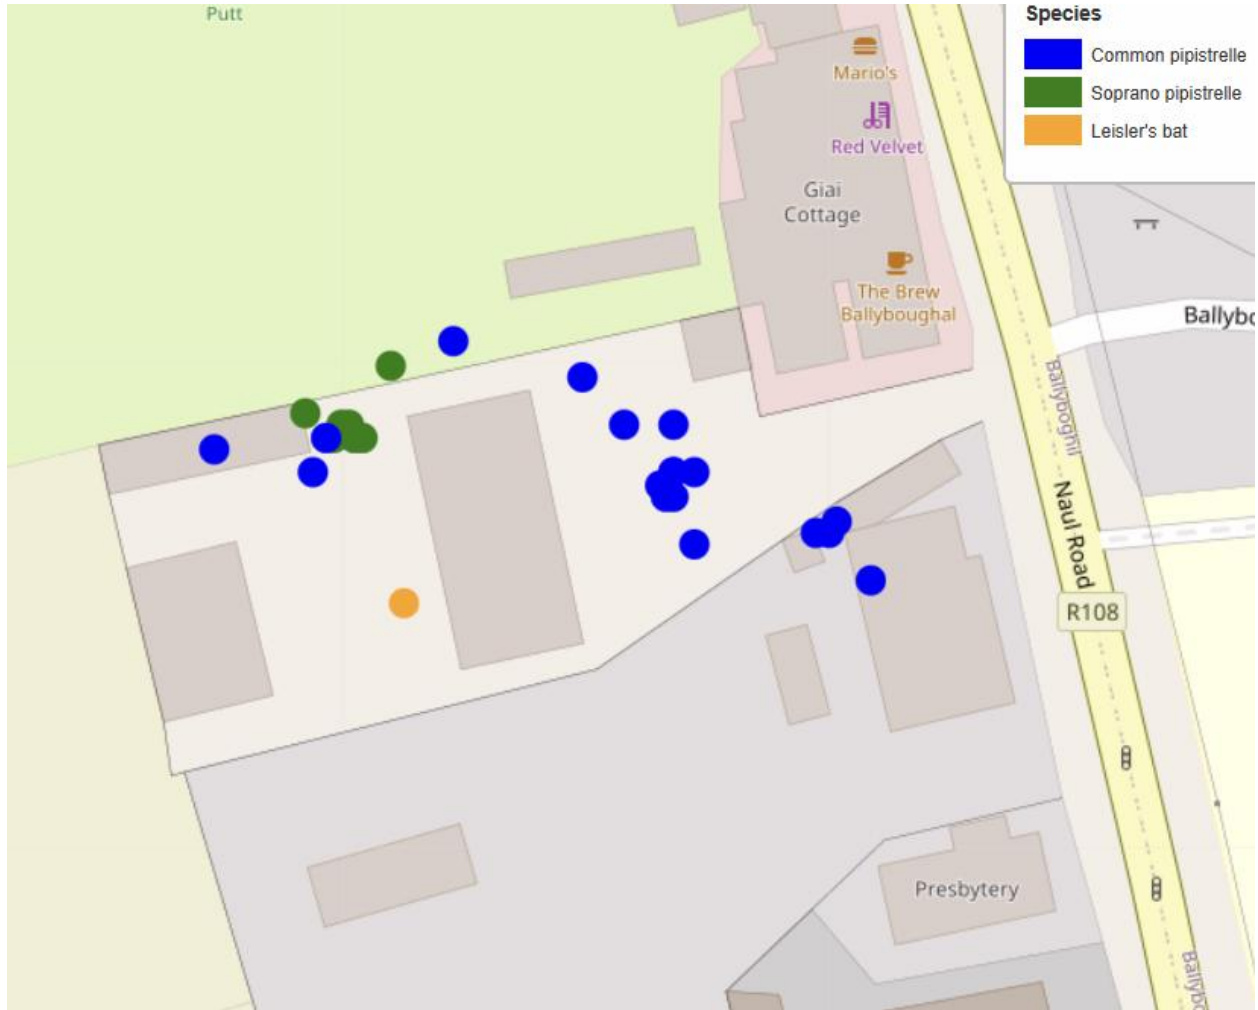 Putt
Species
Common pipistrelle
Soprano pipistrelle
Leisler's bat
Mario's
Red Velvet
Giai
Cottage
The Brew
Ballyboughal
Ballybo
Ballyboghil
Naul Road
R108
Presbytery
Ballybo